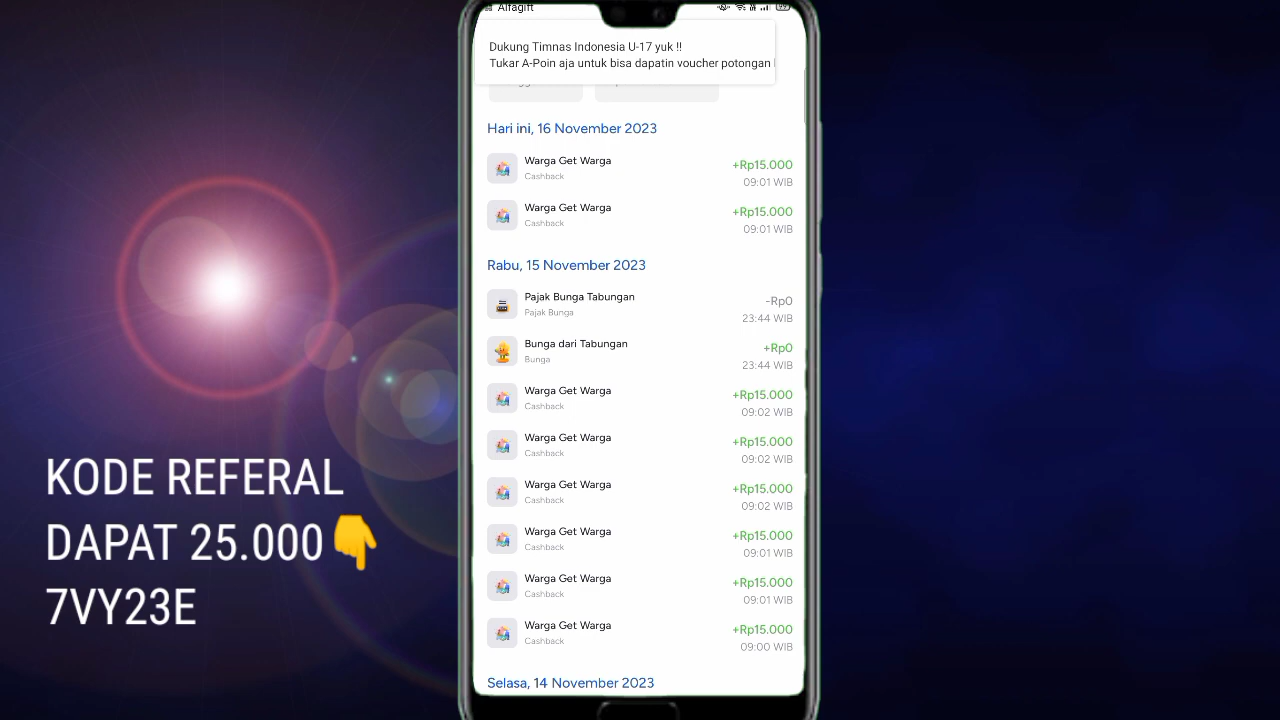 Alfagift
Dukung Timnas Indonesia U-17 yuk !!
Tukar A-Poin aja untuk bisa dapatin voucher potongan
Hari ini, 16 November 2023
Warga Get Warga
+Rp15.000
Cashback
09:01 WIB
Warga Get Warga
+Rp15.000
Cashback
09:01 WIB
Rabu, 15 November 2023
Pajak Bunga Tabungan
-Rp0
Pajak Bunga
23:44 WIB
Bunga dari Tabungan
+Rp0
Bunga
23:44 WIB
Warga Get Warga
+Rp15.000
Cashback
09:02 WIB
Warga Get Warga
+Rp15.000
Cashback
09:02 WIB
Warga Get Warga
+Rp15.000
Cashback
09:02 WIB
Warga Get Warga
+Rp15.000
Cashback
09:01 WIB
Warga Get Warga
+Rp15.000
Cashback
09:01 WIB
Warga Get Warga
+Rp15.000
Cashback
09:00 WIB
Selasa, 14 November 2023
KODE REFERAL
DAPAT 25.000👇
7VY23E